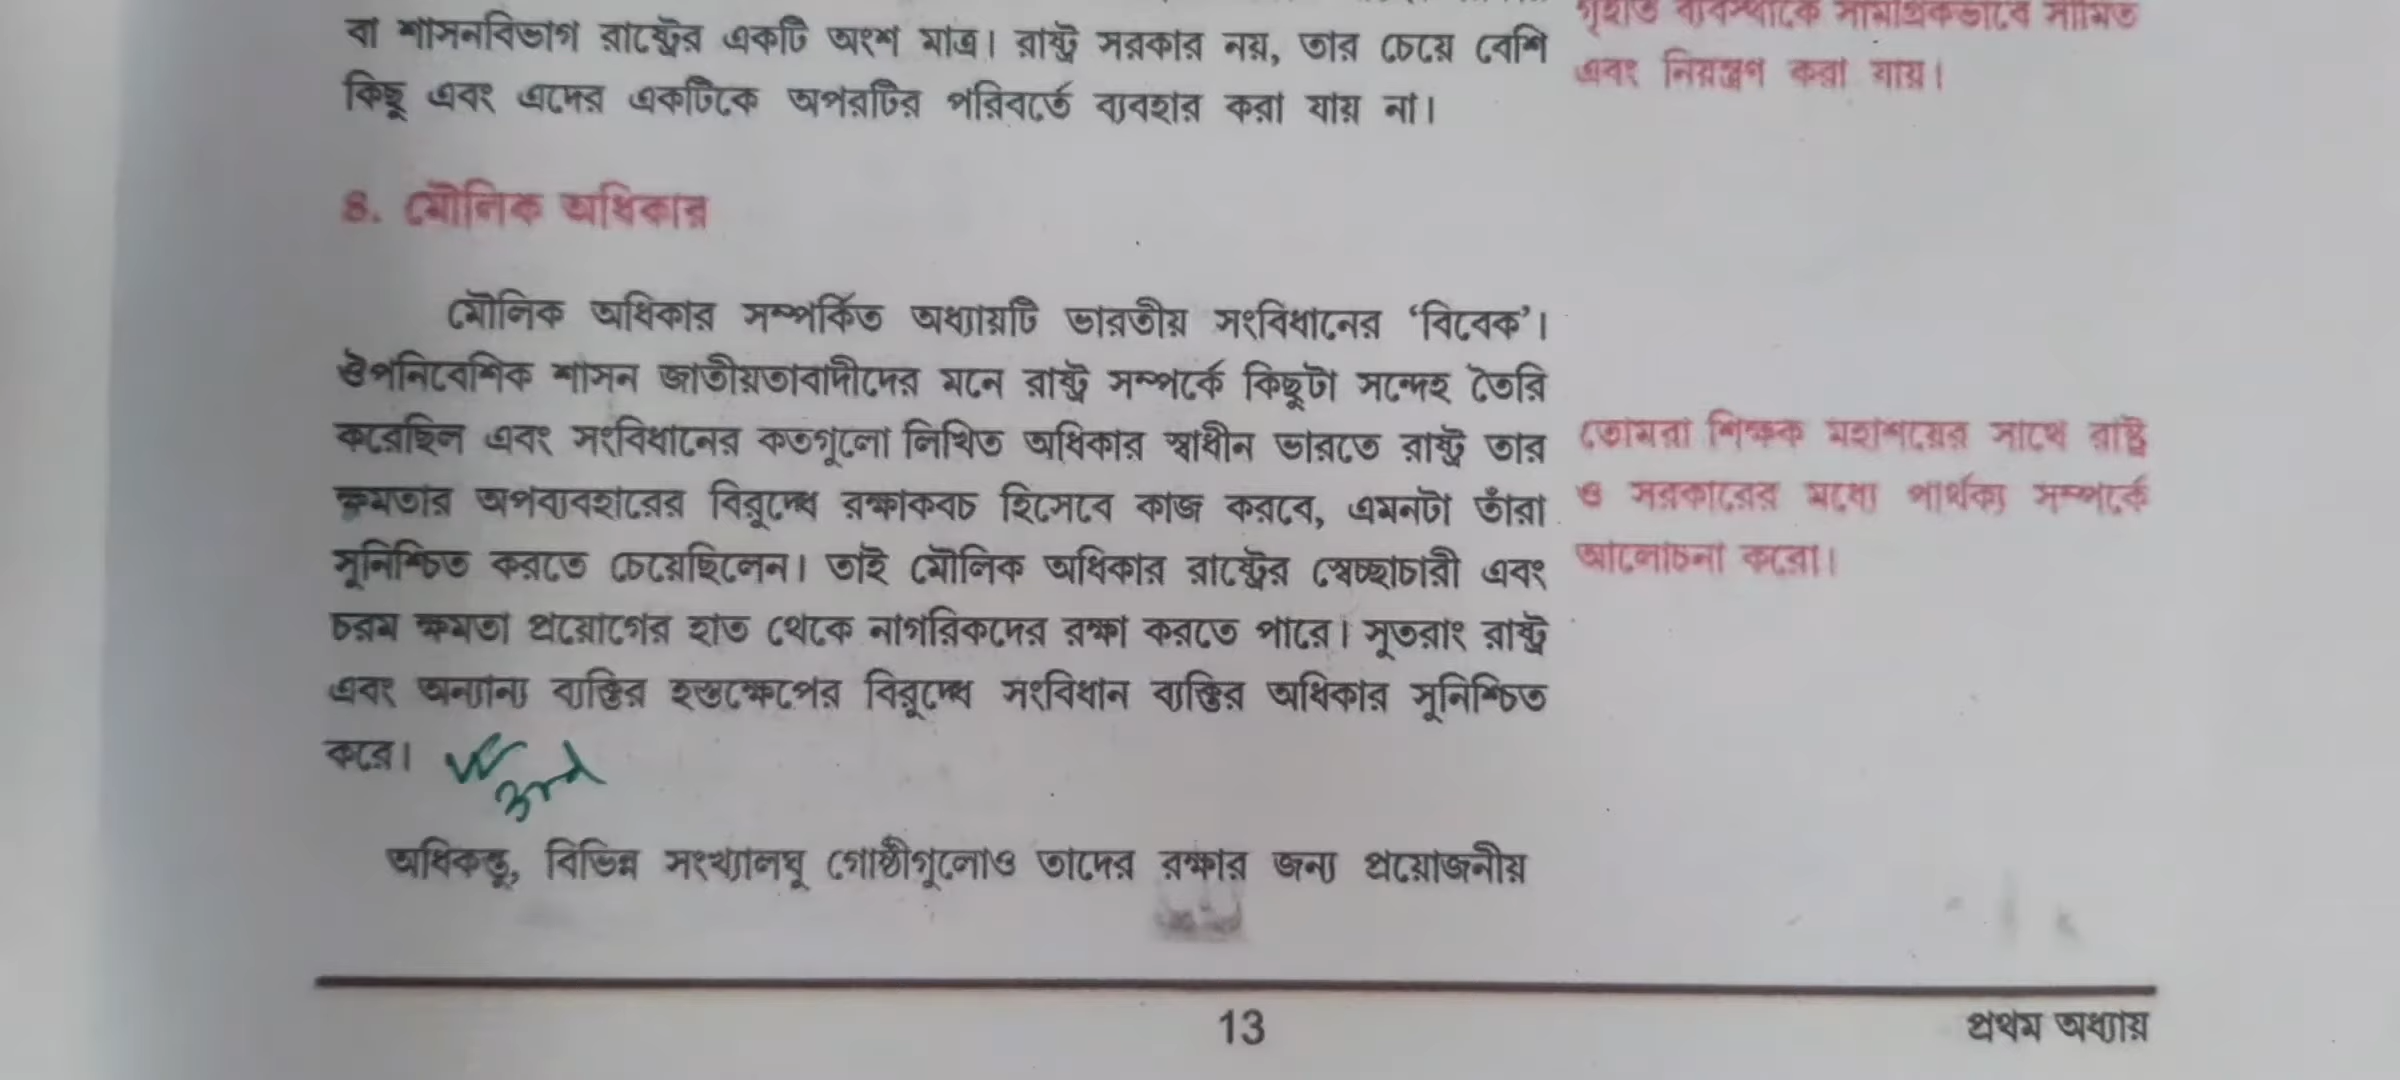 বা শাসনবিভাগ রাষ্ট্রের একটি অংশ মাত্র। রাষ্ট্র সরকার নয়, তার চেয়ে বেশি
কিছু এবং এদের একটিকে অপরটির পরিবর্তে ব্যবহার করা যায় না।
এবং নিয়ন্ত্রণ করা যায়।
৪. মৌলিক অধিকার
মৌলিক অধিকার সম্পর্কিত অধ্যায়টি ভারতীয় সংবিধানের ‘বিবেক’।
ঔপনিবেশিক শাসন জাতীয়তাবাদীদের মনে রাষ্ট্র সম্পর্কে কিছুটা সন্দেহ তৈরি
করেছিল এবং সংবিধানের কতগুলো লিখিত অধিকার স্বাধীন ভারতে রাষ্ট্র তার
ক্ষমতার অপব্যবহারের বিরুদ্ধে রক্ষাকবচ হিসেবে কাজ করবে, এমনটা তাঁরা
সুনিশ্চিত করতে চেয়েছিলেন। তাই মৌলিক অধিকার রাষ্ট্রের স্বেচ্ছাচারী এবং
চরম ক্ষমতা প্রয়োগের হাত থেকে নাগরিকদের রক্ষা করতে পারে। সুতরাং রাষ্ট্র
এবং অন্যান্য ব্যক্তির হস্তক্ষেপের বিরুদ্ধে সংবিধান ব্যক্তির অধিকার সুনিশ্চিত
করে।
3rd
তোমরা শিক্ষক মহাশয়ের সাথে রাষ্ট্র
ও সরকারের মধ্যে পার্থক্য সম্পর্কে
আলোচনা করো।
অধিকন্তু, বিভিন্ন সংখ্যালঘু গোষ্ঠীগুলোও তাদের রক্ষার জন্য প্রয়োজনীয়
13
প্রথম অধ্যায়